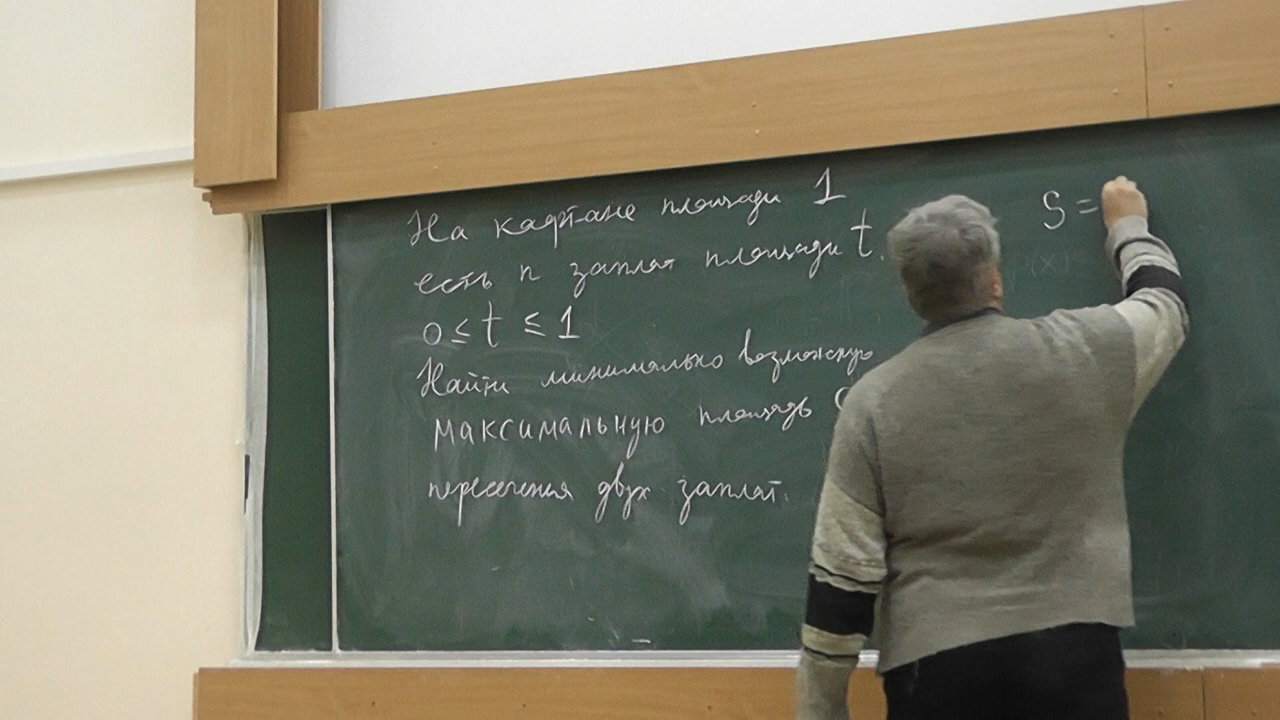 На кафтане площади 1
есть n заплат площади t.
0 ≤ t ≤ 1
Найти минимально возможную
максимальную площадь
пересечения двух заплат.
S =